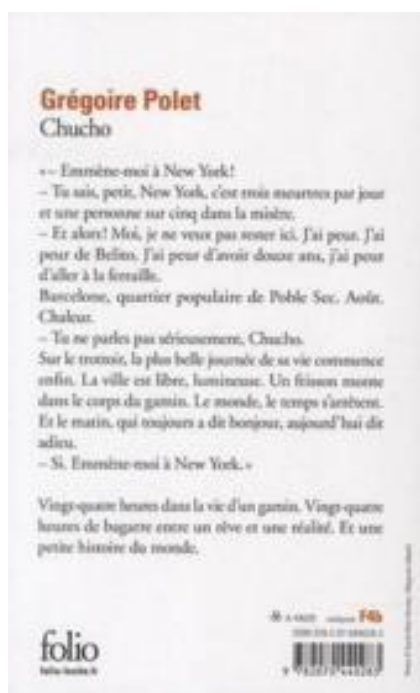 Grégoire Polet
Chucho
« – Emmène-moi à New York !
– Tu sais, petit, New York, c'est trois meurtres par jour
et une personne sur cinq dans la misère.
– Et alors ! Moi, je ne veux pas rester ici. J'ai peur. J'ai
peur de Belito. J'ai peur d'avoir douze ans, j'ai peur
d'aller à la ferraille.
Barcelone, quartier populaire de Poble Sec. Août.
Chaleur.
– Tu ne parles pas sérieusement, Chucho.
Sur le trottoir, la plus belle journée de sa vie commence
enfin. La ville est libre, lumineuse. Un frisson monte
dans le corps du gamin. Le monde, le temps s'arrêtent.
Et le matin, qui toujours a dit bonjour, aujourd'hui dit
adieu.
– Si. Emmène-moi à New York. »
Vingt-quatre heures dans la vie d'un gamin. Vingt-quatre
heures de bagarre entre un rêve et une réalité. Et une
petite histoire du monde.
folio